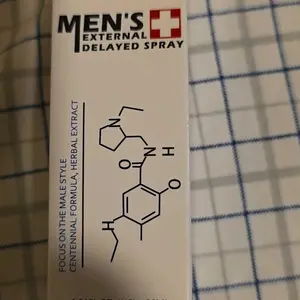 MEN'S
EXTERNAL
DELAYED SPRAY
FOCUS ON THE MALE STYLE
CENTENNIAL FORMULA, HERBAL EXTRACT
N
N
H
O
O
H
N